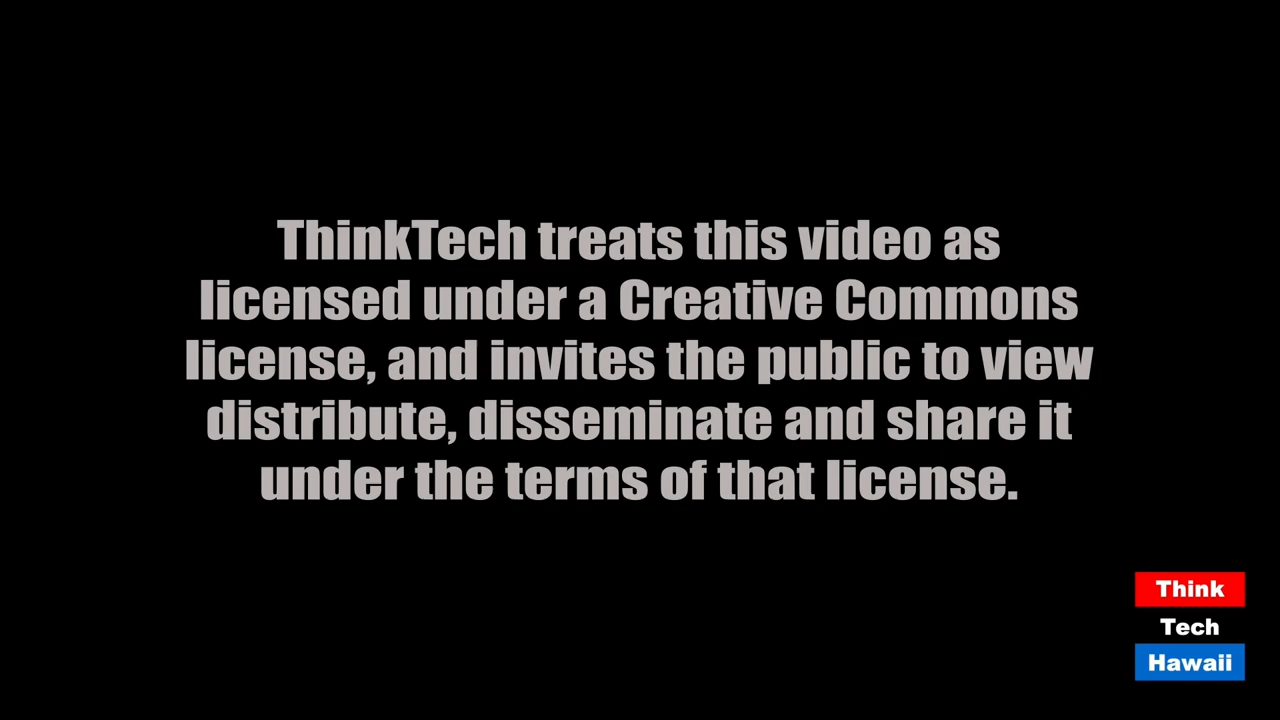 ThinkTech treats this video as
licensed under a Creative Commons
license, and invites the public to view
distribute, disseminate and share it
under the terms of that license.
Think
Tech
Hawaii